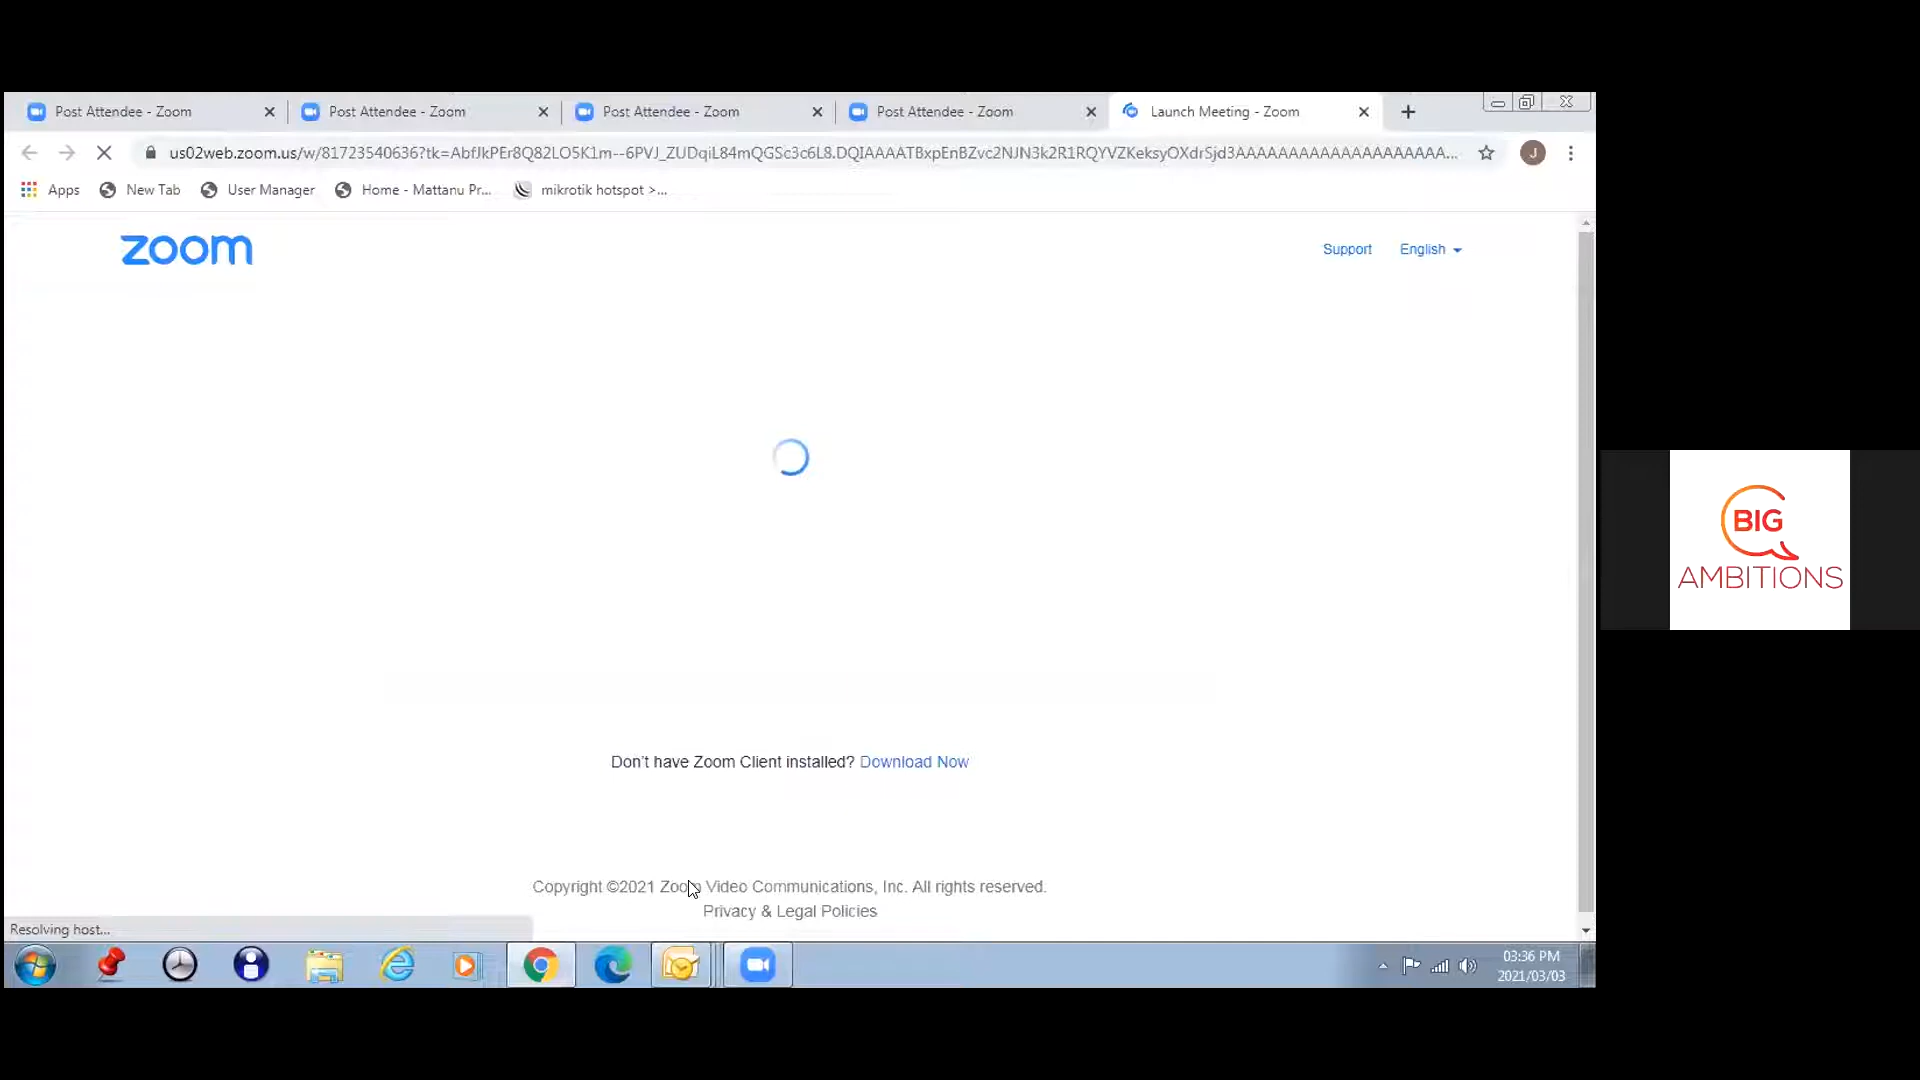 Post Attendee - Zoom
Post Attendee - Zoom
Post Attendee - Zoom
Post Attendee - Zoom
Launch Meeting - Zoom
us02web.zoom.us/w/81723540636?tk=AbfJkPEr8Q82LO5K1m--6PVJ_ZUDqiL84mQGSc3c6L8.DQIAAAATBxpEnBZvc2NJN3k2R1RQYVZKeksyOXdrSjd3AAAAAAAAAAAAAAAAAAAA...
J
Apps
New Tab
User Manager
Home - Mattanu Pr...
mikrotik hotspot >...
zoom
Support
English
Don't have Zoom Client installed? Download Now
Copyright ©2021 Zoom Video Communications, Inc. All rights reserved.
Privacy & Legal Policies
Resolving host...
03:36 PM
2021/03/03
BIG
AMBITIONS